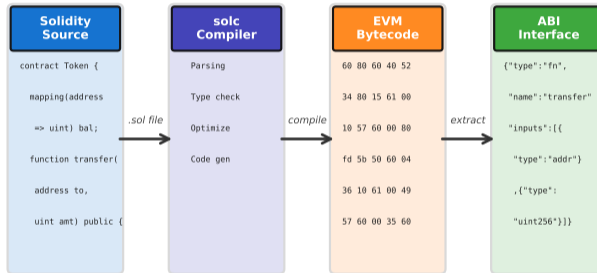 Solidity
Source
contract Token {
mapping(address
=> uint) bal;
function transfer(
address to,
uint amt) public {
.sol file
solc
Compiler
Parsing
Type check
Optimize
Code gen
compile
EVM
Bytecode
60 80 60 40 52
34 80 15 61 00
10 57 60 00 80
fd 5b 50 60 04
36 10 61 00 49
57 60 00 35 60
extract
ABI
Interface
{"type":"fn",
"name":"transfer"
"inputs":[{
"type":"addr"}
,{"type":
"uint256"}]}